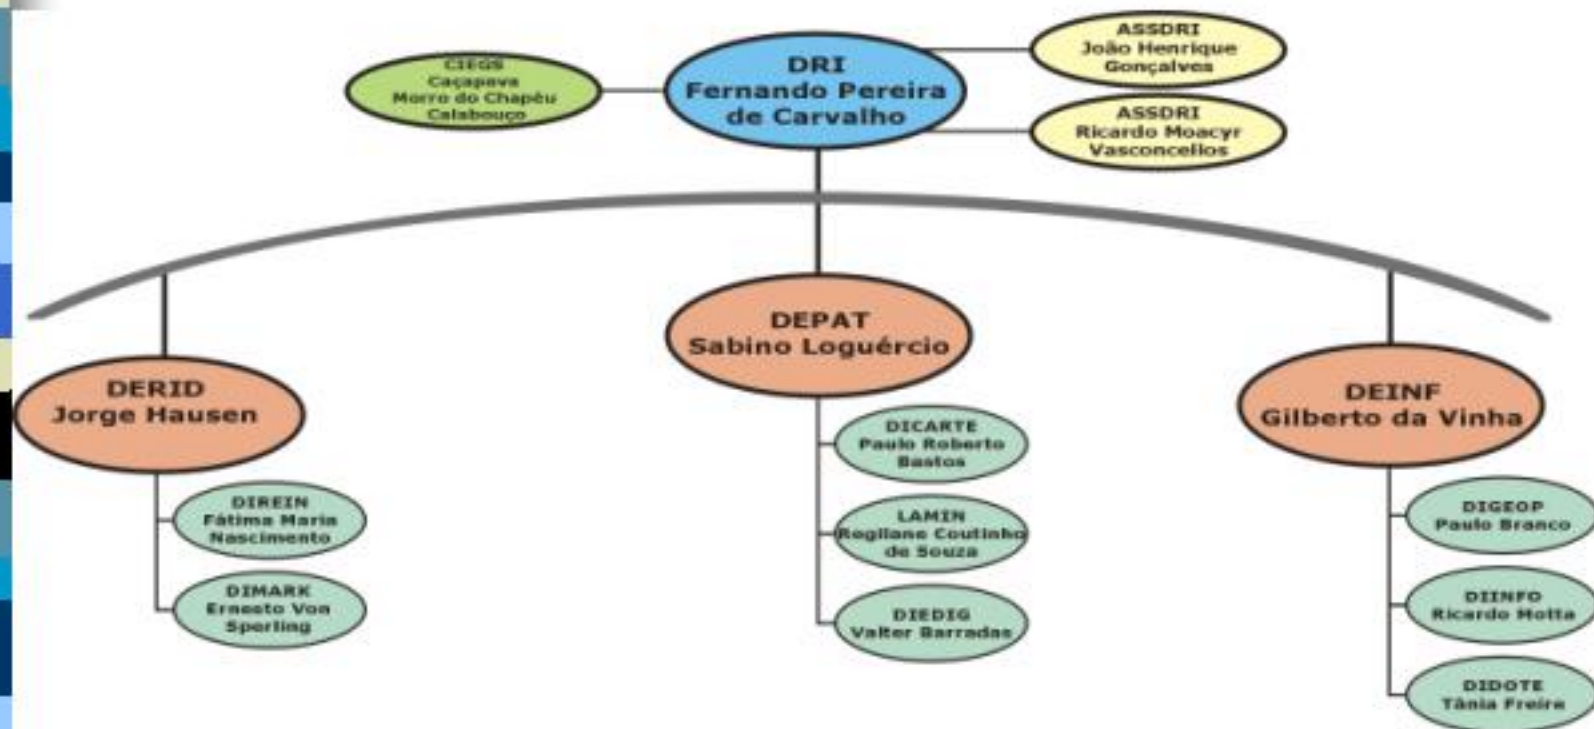 CIEGS
Caçapava
Morro do Chapéu
Calabouço
DRI
Fernando Pereira
de Carvalho
ASSDRI
João Henrique
Gonçalves
ASSDRI
Ricardo Moacyr
Vasconcellos
DERID
Jorge Hausen
DIREIN
Fátima Maria
Nascimento
DIMARK
Ernesto Von
Sperling
DEPAT
Sabino Loguércio
DICARTE
Paulo Roberto
Bastos
LAMIN
Regilane Coutinho
de Souza
DIEDIG
Valter Barradas
DEINF
Gilberto da Vinha
DIGEOP
Paulo Branco
DIINFO
Ricardo Motta
DIDOTE
Tânia Freire